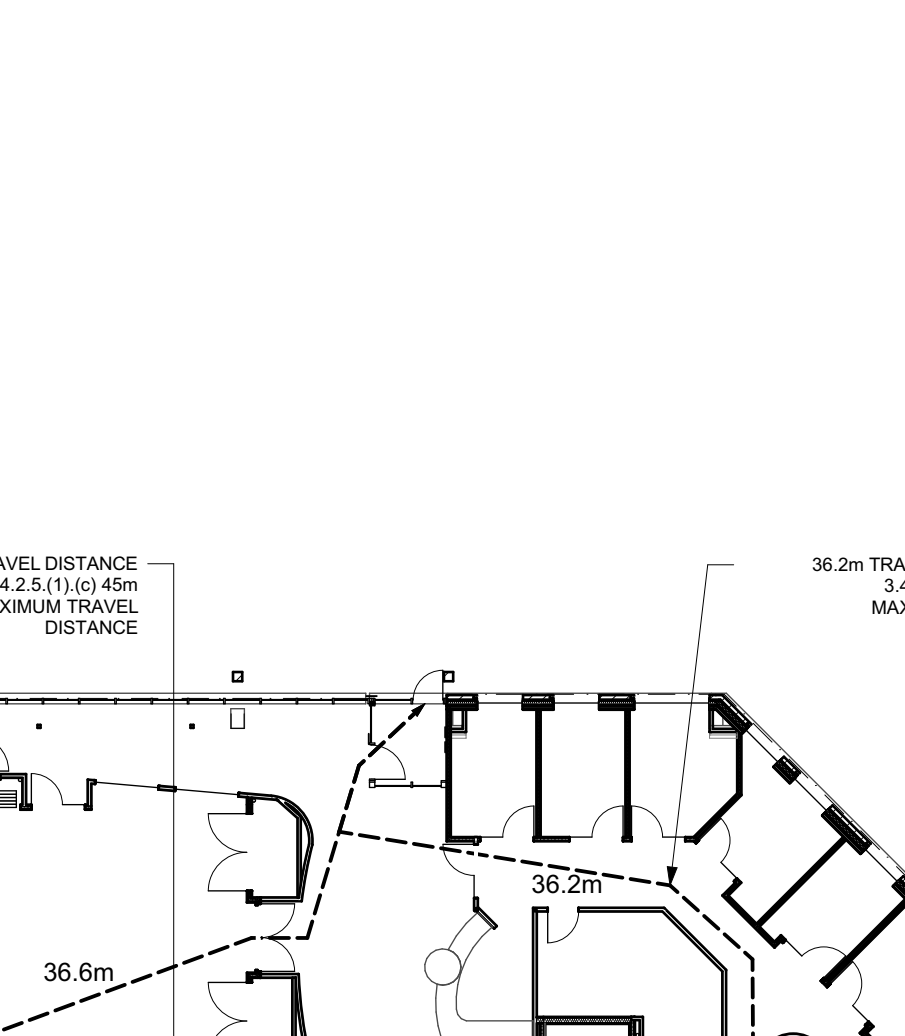 AVEL DISTANCE
4.2.5.(1).(c) 45m
XIMUM TRAVEL
DISTANCE
36.2m TRA
3.4
MAX
36.2m
36.6m